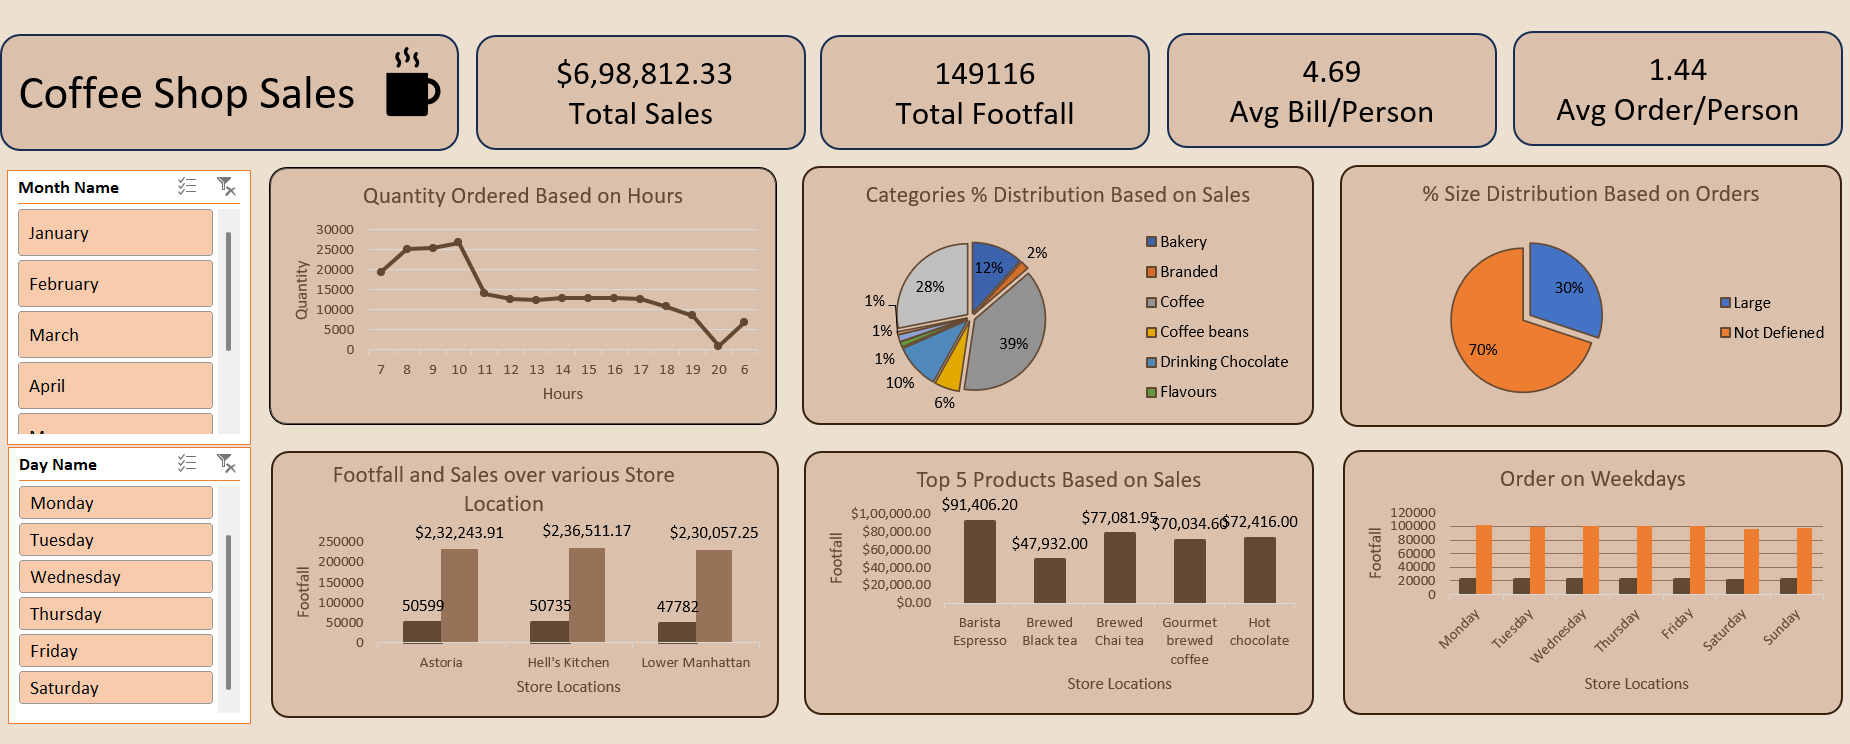 Coffee Shop Sales
$6,98,812.33
Total Sales
149116
Total Footfall
4.69
Avg Bill/Person
1.44
Avg Order/Person
Month Name
January
February
March
April
Day Name
Monday
Tuesday
Wednesday
Thursday
Friday
Saturday
Quantity Ordered Based on Hours
Quantity
30000
25000
20000
15000
10000
5000
0
7 8 9 10 11 12 13 14 15 16 17 18 19 20 6
Hours
Categories % Distribution Based on Sales
12%
2%
39%
6%
10%
1%
1%
1%
28%
Bakery
Branded
Coffee
Coffee beans
Drinking Chocolate
Flavours
% Size Distribution Based on Orders
30%
70%
Large
Not Defiened
Footfall and Sales over various Store
Location
Footfall
250000
200000
150000
100000
50000
0
$2,32,243.91 $2,36,511.17 $2,30,057.25
50599 50735 47782
Astoria Hell's Kitchen Lower Manhattan
Store Locations
Top 5 Products Based on Sales
Footfall
$1,00,000.00
$80,000.00
$60,000.00
$40,000.00
$20,000.00
$0.00
$91,406.20
$47,932.00
$77,081.95
$70,034.60
$72,416.00
Barista
Espresso
Brewed
Black tea
Brewed
Chai tea
Gourmet
brewed
coffee
Hot
chocolate
Store Locations
Order on Weekdays
Footfall
120000
100000
80000
60000
40000
20000
0
Monday
Tuesday
Wednesday
Thursday
Friday
Saturday
Sunday
Store Locations